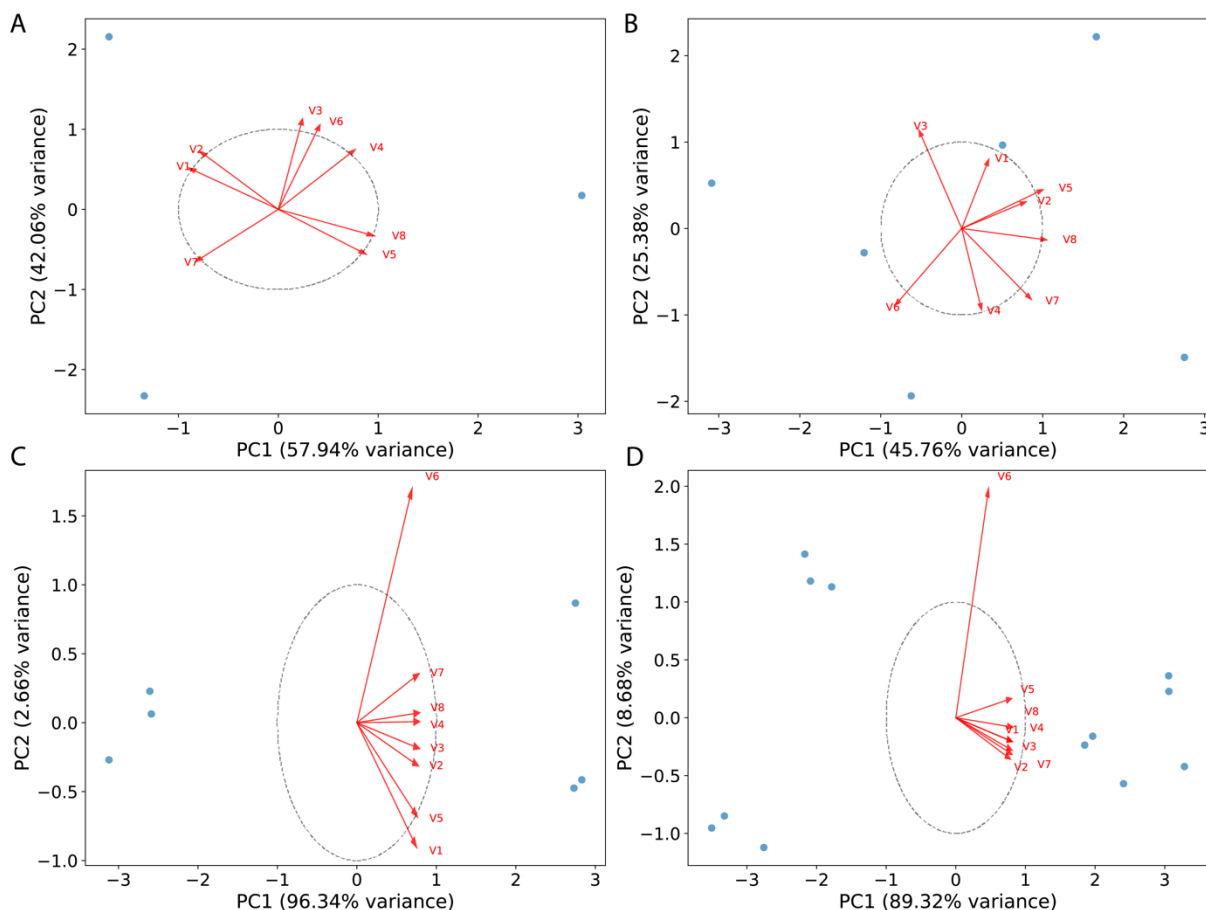 A
2
1
0
−1
−2
PC2 (42.06% variance)
V3
V6
V4
V2
V1
V8
V5
V7
−1
0
1
2
3
PC1 (57.94% variance)
B
2
1
0
−1
−2
PC2 (25.38% variance)
V3
V1
V5
V2
V8
V7
V6
V4
−3
−2
−1
0
1
2
3
PC1 (45.76% variance)
C
1.5
1.0
0.5
0.0
−0.5
−1.0
PC2 (2.66% variance)
V6
V7
V8
V4
V3
V2
V5
V1
−3
−2
−1
0
1
2
3
PC1 (96.34% variance)
D
2.0
1.5
1.0
0.5
0.0
−0.5
−1.0
PC2 (8.68% variance)
V6
V5
V8
V1
V4
V3
V2
V7
−3
−2
−1
0
1
2
3
PC1 (89.32% variance)